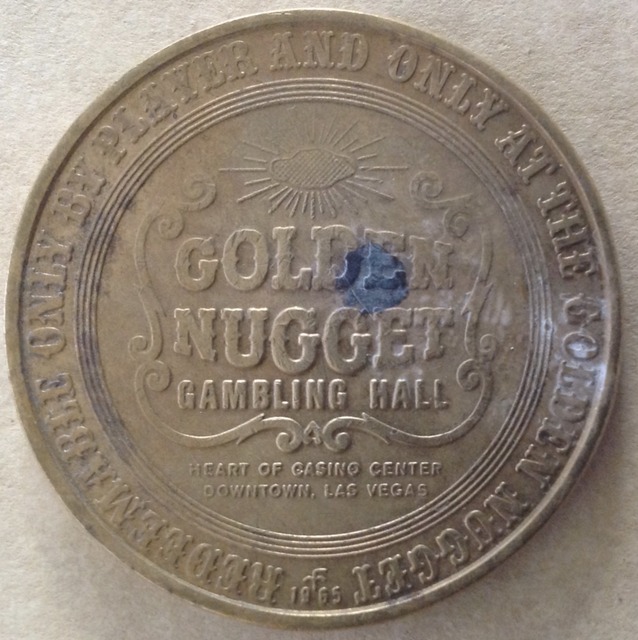 REDEEMABLE ONLY BY PLAYER AND ONLY AT THE GOLDEN NUGGET
GOLDEN
NUGGET
GAMBLING HALL
HEART OF CASINO CENTER
DOWNTOWN, LAS VEGAS
1965